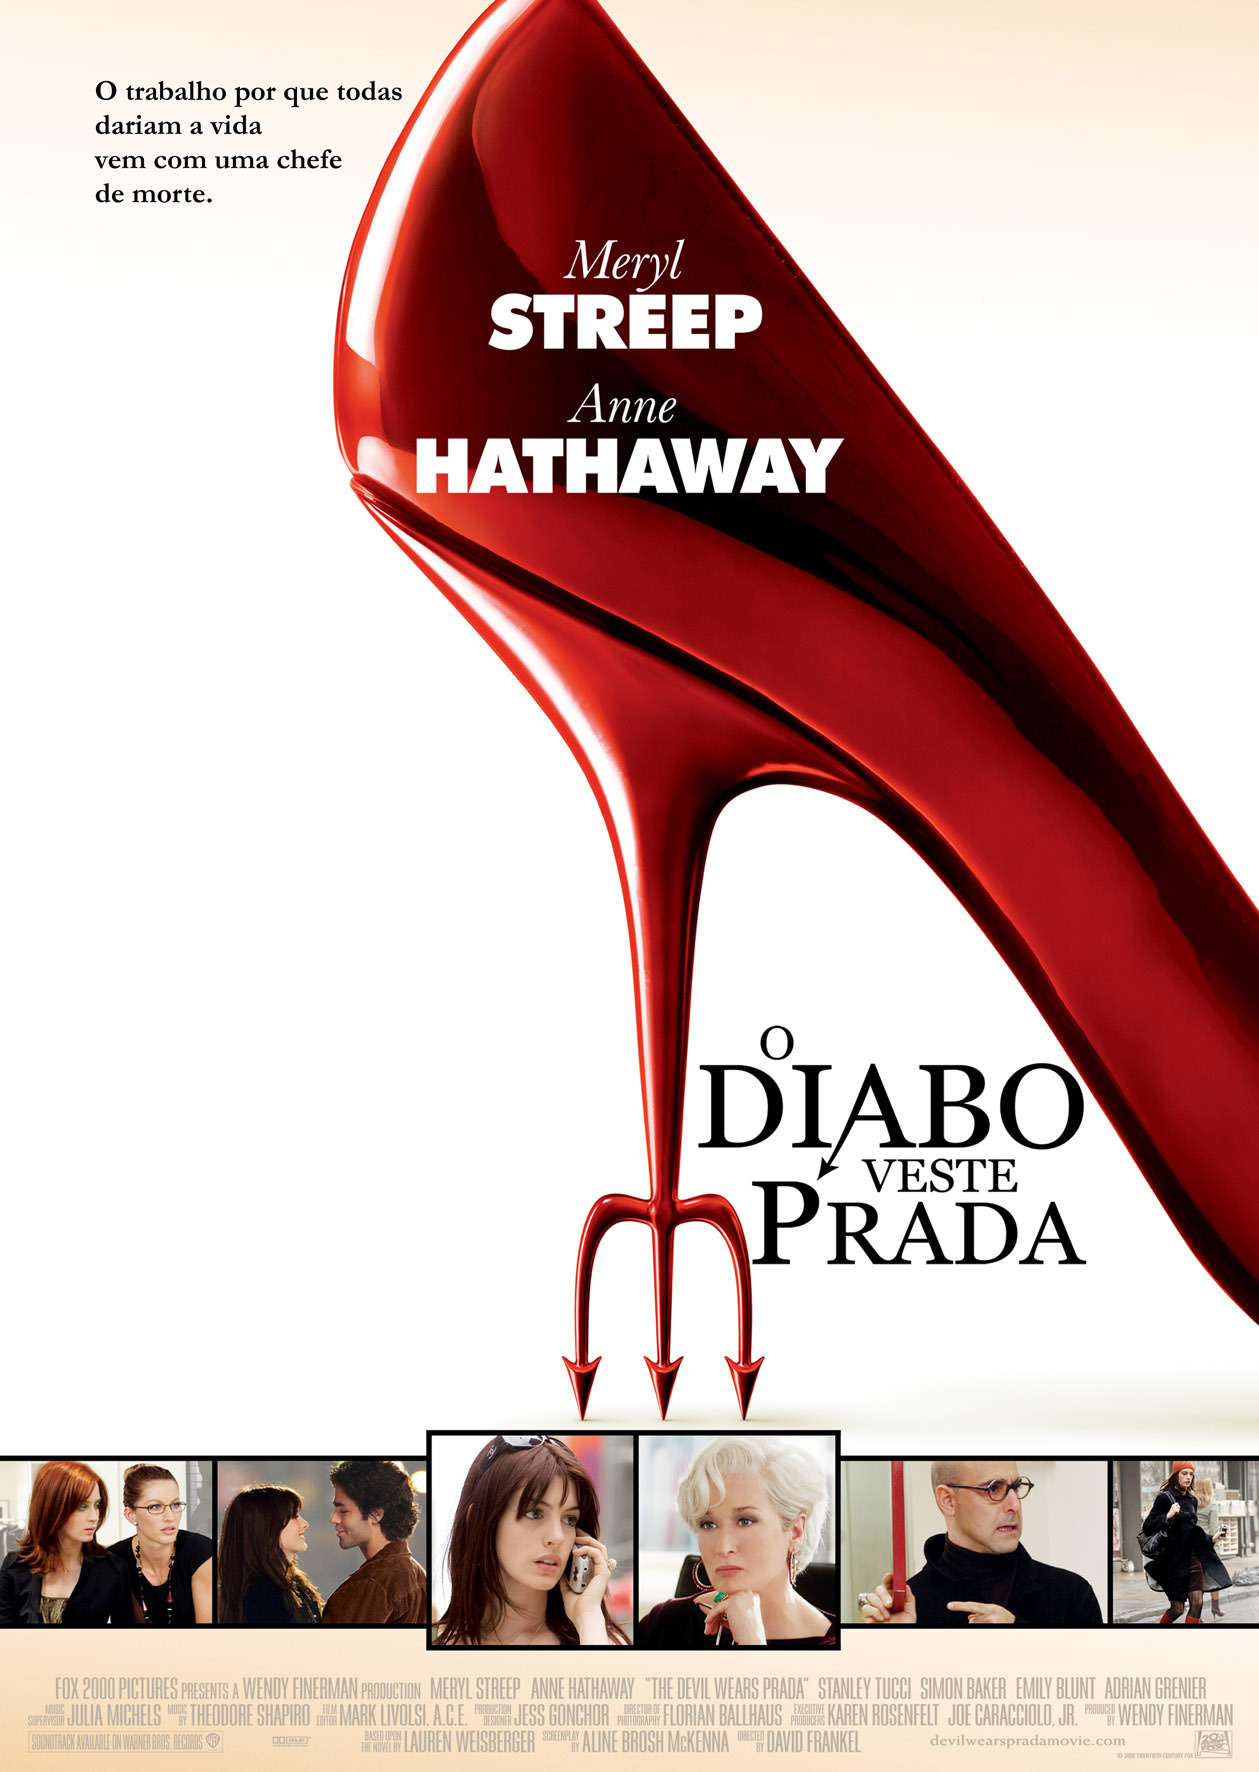 O trabalho por que todas
dariam a vida
vem com uma chefe
de morte.
Meryl
STREEP
Anne
HATHAWAY
O
DIABO
VESTE
PRADA
FOX 2000 PICTURES PRESENTS A WENDY FINERMAN PRODUCTION MERYL STREEP ANNE HATHAWAY "THE DEVIL WEARS PRADA" STANLEY TUCCI SIMON BAKER EMILY BLUNT ADRIAN GRENIER
MUSIC SUPERVISOR JULIA MICHELS MUSIC BY THEODORE SHAPIRO FILM EDITOR MARK LIVOLSI, A.C.E. PRODUCTION DESIGNER JESS GONCHOR DIRECTOR OF PHOTOGRAPHY FLORIAN BALLHAUS EXECUTIVE PRODUCERS KAREN ROSENFELT JOE CARACCIOLO, JR. PRODUCED BY WENDY FINERMAN
SOUNDTRACK AVAILABLE ON WARNER BROS. RECORDS DOLBY BASED UPON THE NOVEL BY LAUREN WEISBERGER SCREENPLAY BY ALINE BROSH McKENNA DIRECTED BY DAVID FRANKEL devilwearspradamovie.com
© 2006 TWENTIETH CENTURY FOX